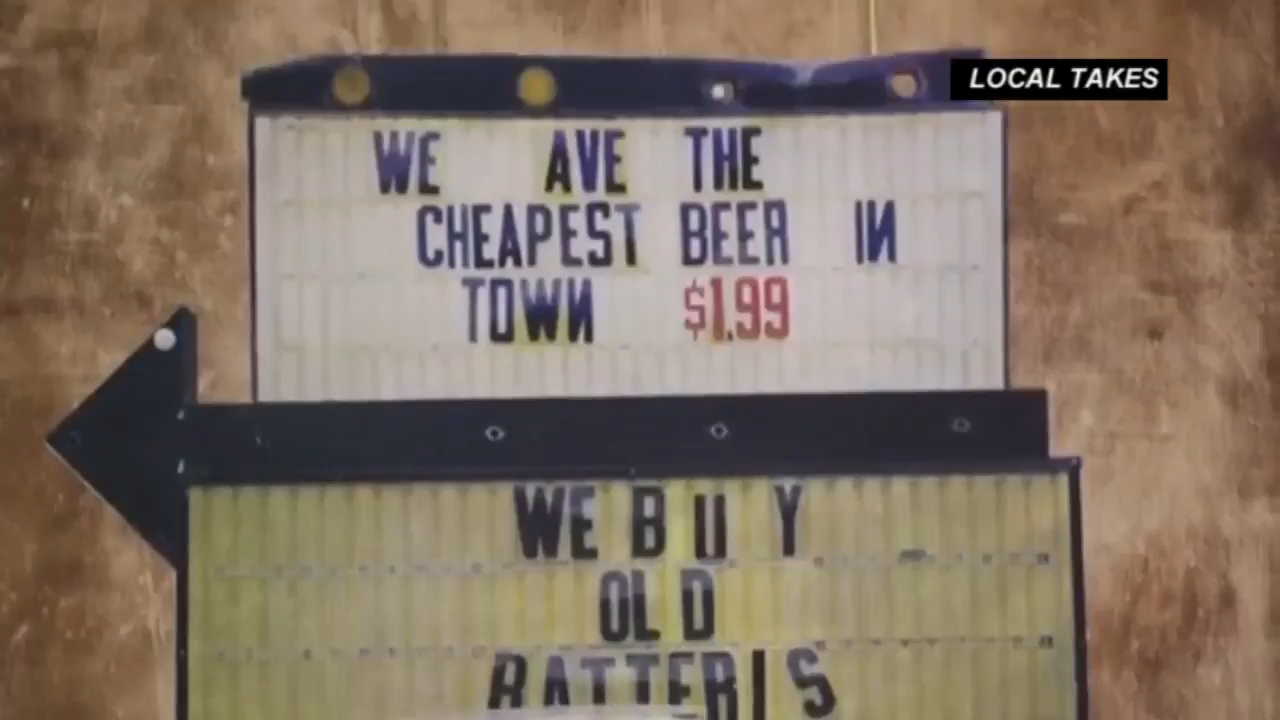 LOCAL TAKES
WE AVE THE
CHEAPEST BEER IN
TOWN $1.99
WE BUY
OLD
BATTERIS